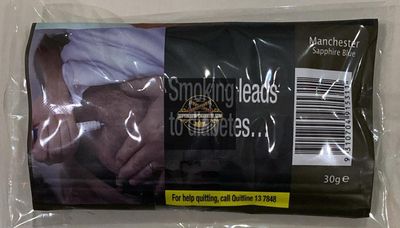 Manchester
Sapphire Blue
Smoking leads
to
For help quitting, call Quitline 13 7848
30g e